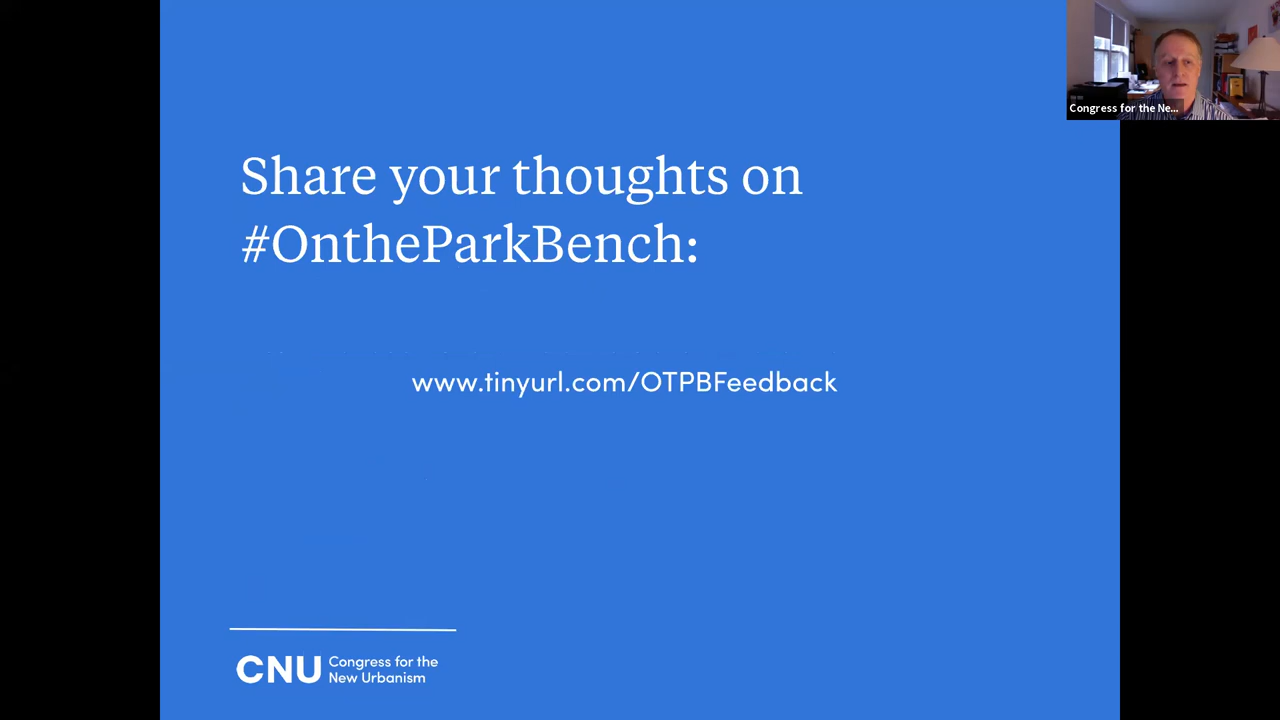 Congress for the Ne...
Share your thoughts on
#OntheParkBench:
www.tinyurl.com/OTPBFeedback
CNU Congress for the
New Urbanism